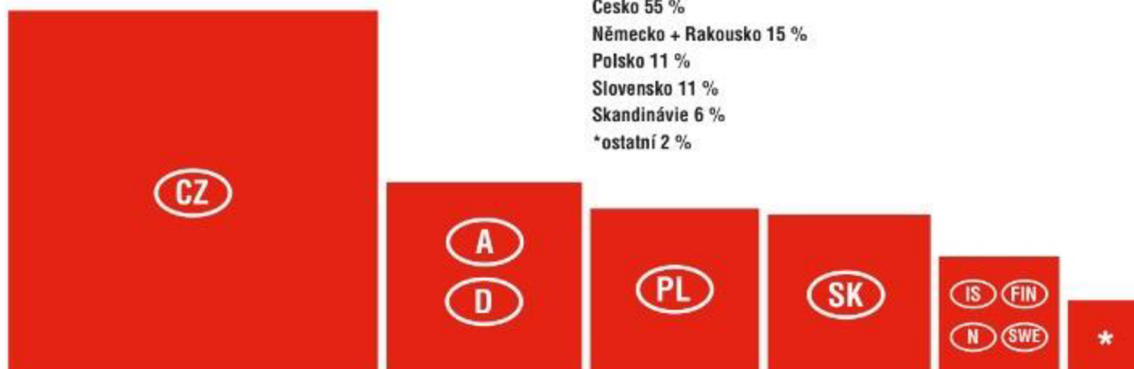 Česko 55 %
Německo + Rakousko 15 %
Polsko 11 %
Slovensko 11 %
Skandinávie 6 %
*ostatní 2 %
CZ
A
D
PL
SK
IS FIN
N SWE
*